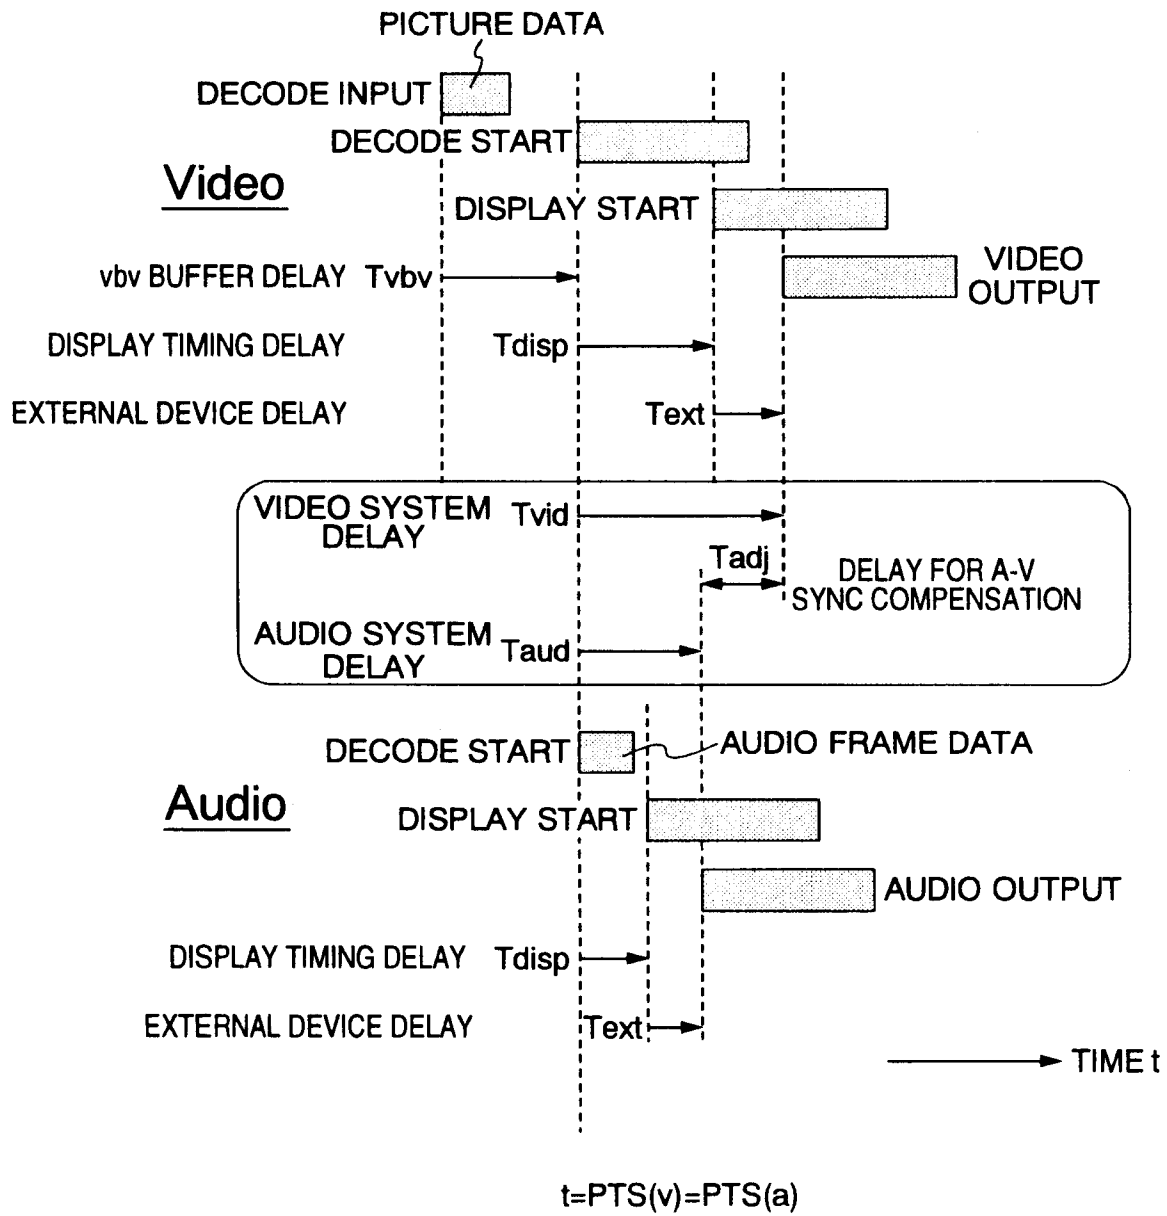 PICTURE DATA
DECODE INPUT
DECODE START
Video
DISPLAY START
VIDEO
OUTPUT
vbv BUFFER DELAY Tvbv
DISPLAY TIMING DELAY Tdisp
EXTERNAL DEVICE DELAY Text
VIDEO SYSTEM
DELAY
Tvid
Tadj
DELAY FOR A-V
SYNC COMPENSATION
AUDIO SYSTEM
DELAY
Taud
DECODE START
AUDIO FRAME DATA
Audio
DISPLAY START
AUDIO OUTPUT
DISPLAY TIMING DELAY Tdisp
EXTERNAL DEVICE DELAY Text
TIME t
t=PTS(v)=PTS(a)